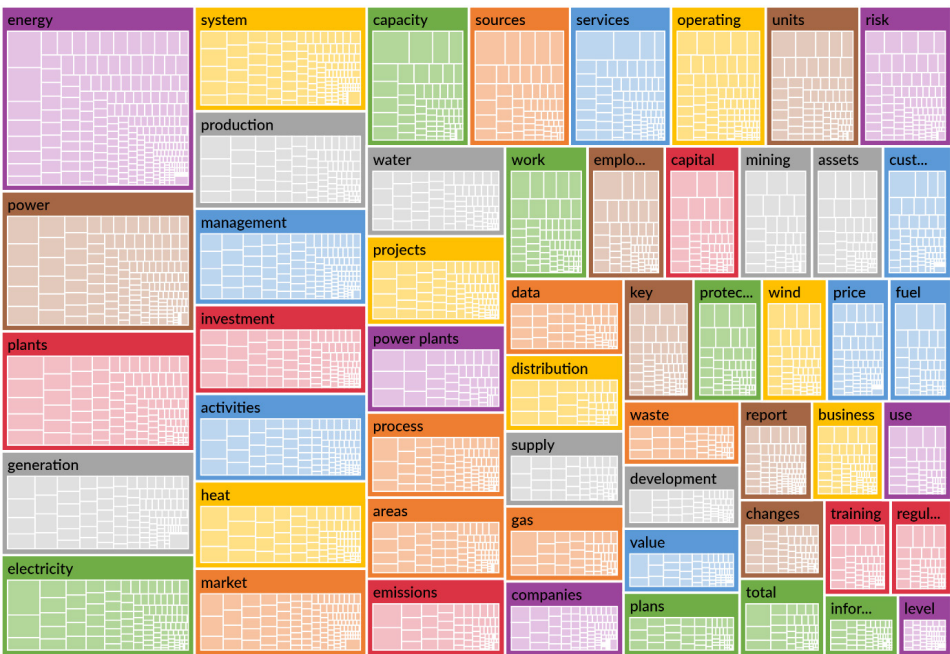 energy
power
plants
generation
electricity
system
production
management
investment
activities
heat
market
capacity
sources
services
operating
units
risk
water
projects
power plants
process
areas
emissions
work
emplo...
capital
mining
assets
cust...
data
distribution
supply
gas
companies
key
protec...
wind
price
fuel
waste
development
value
plans
report
business
use
changes
training
regul...
total
infor...
level